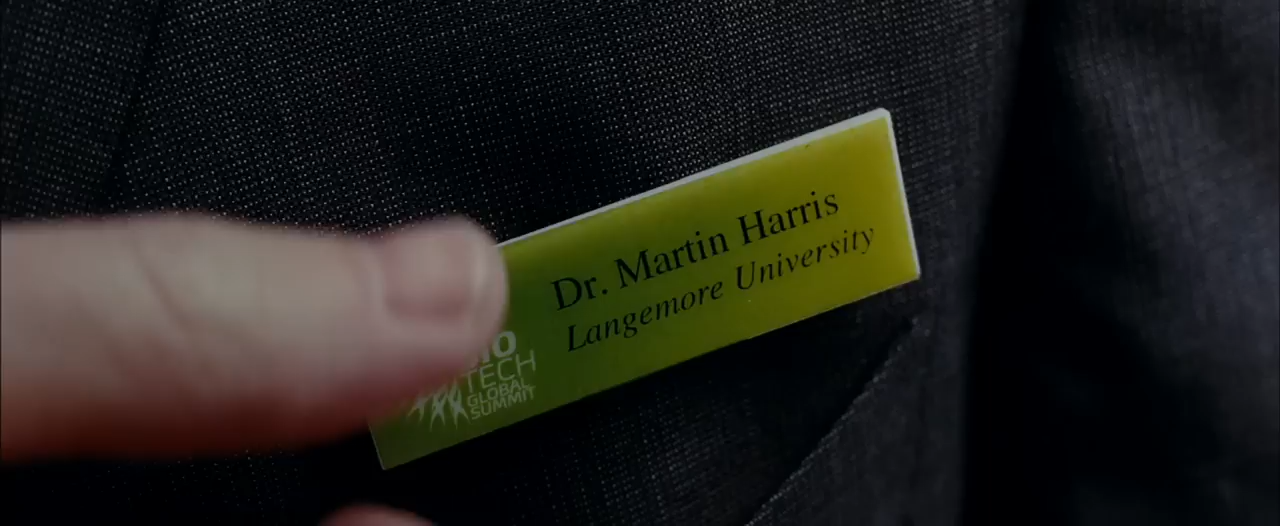 Dr. Martin Harris
Langemore University
TECH
GLOBAL
SUMMIT